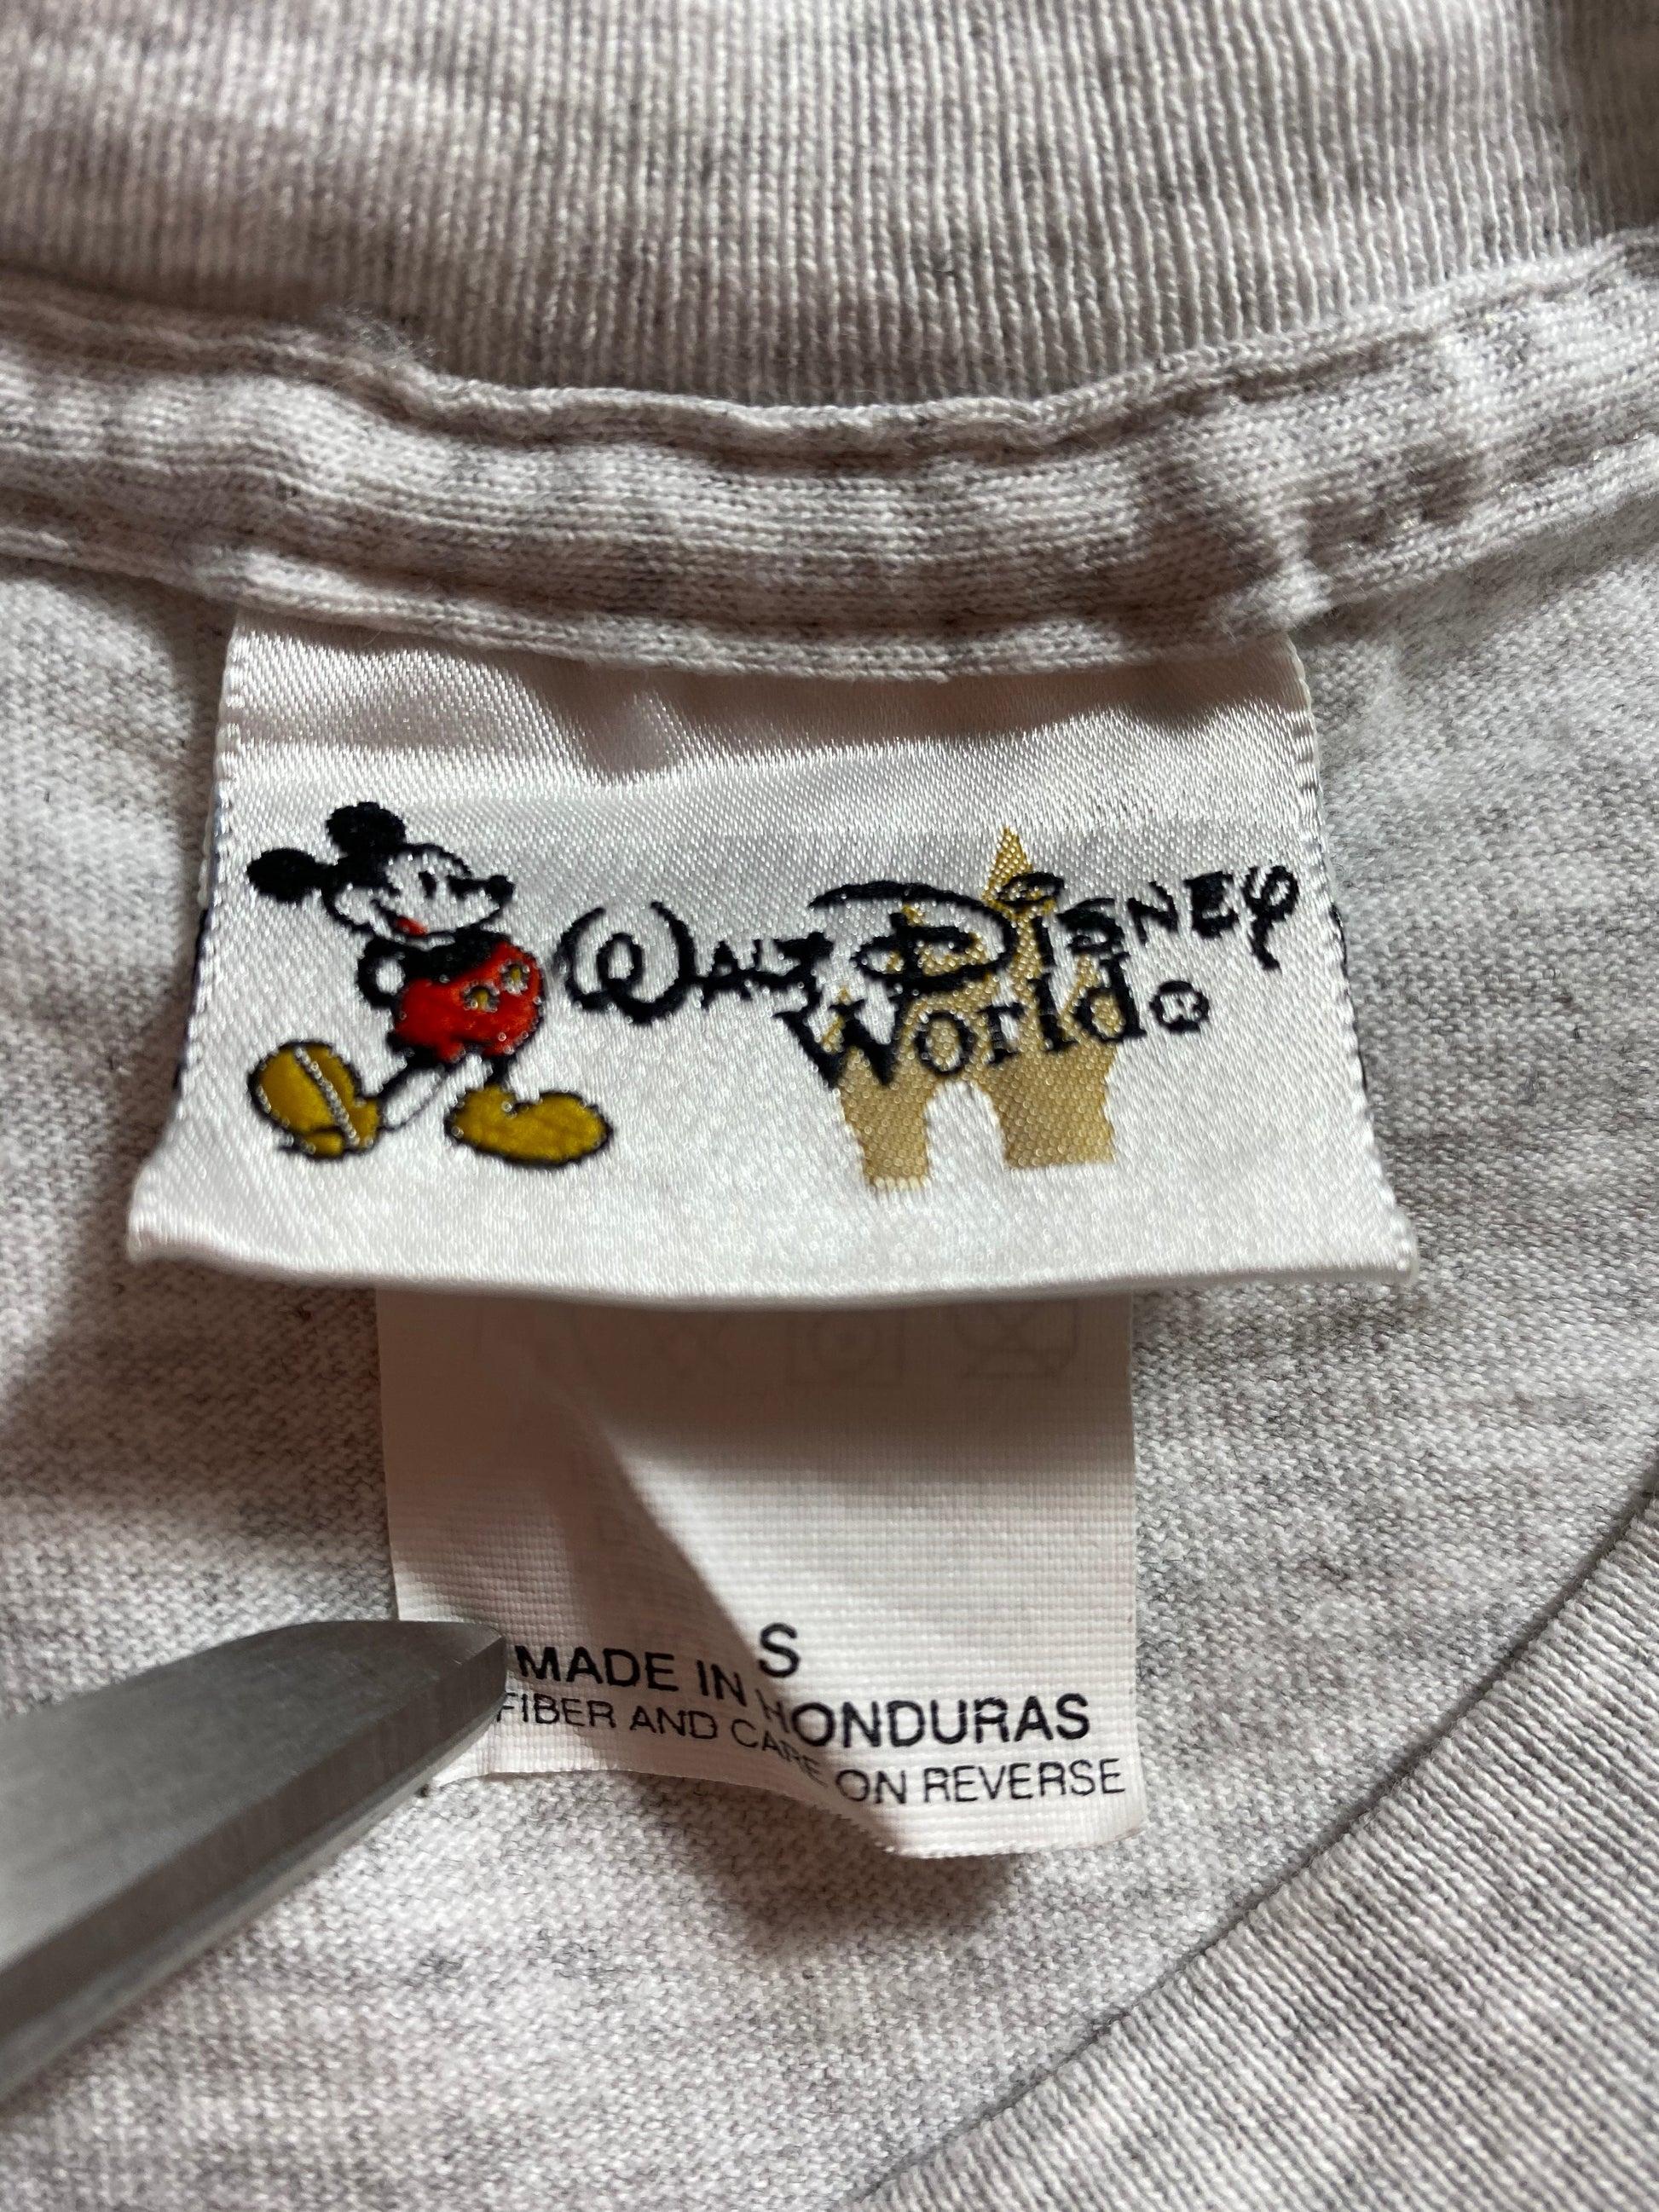 Walt Disney
World®
S
MADE IN HONDURAS
FIBER AND CARE ON REVERSE